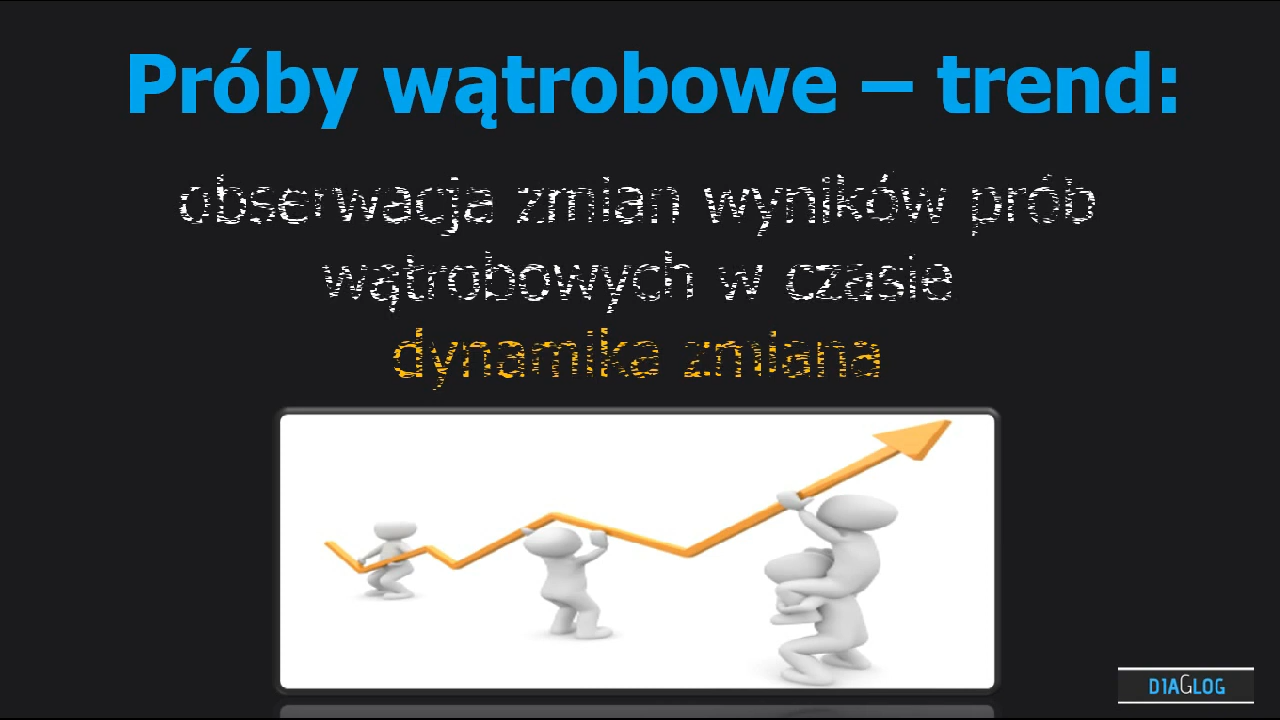 Próby wątrobowe – trend:
obserwacja zmian wyników prób
wątrobowych w czasie
dynamika zmiana
DIAGLOG